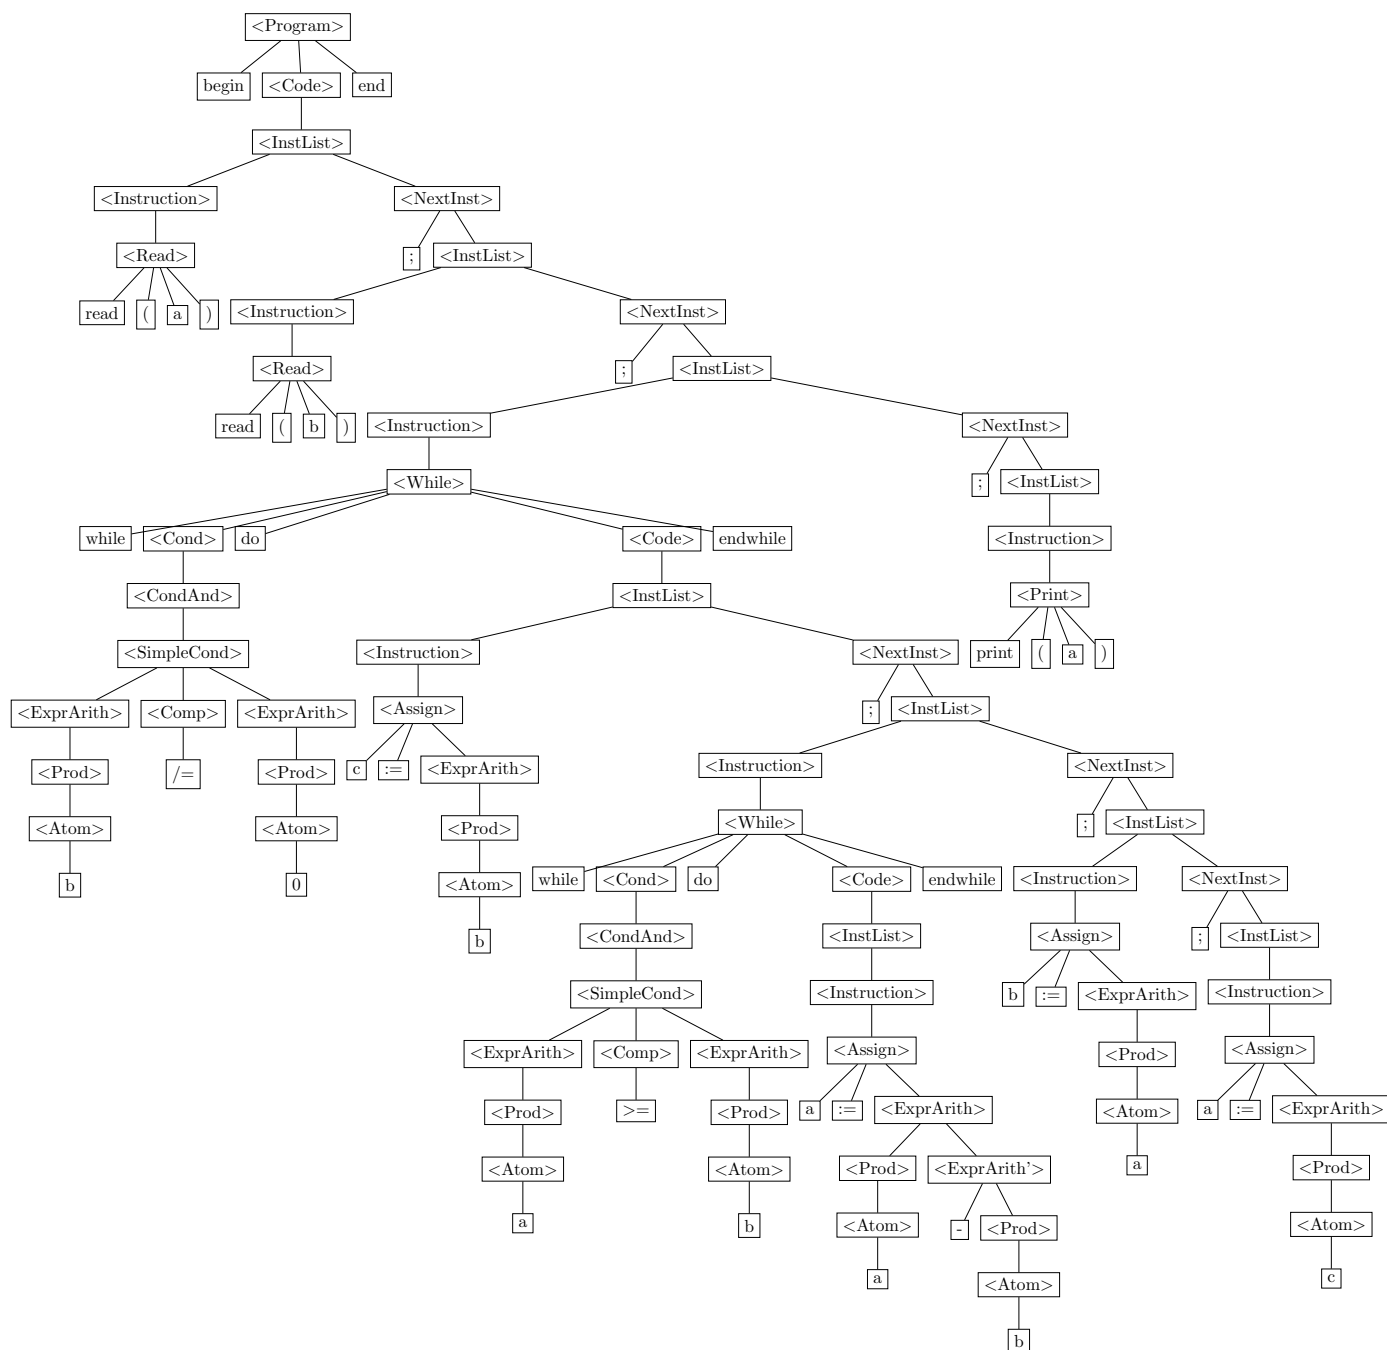 <Program>
begin <Code> end
<InstList>
<Instruction> <NextInst>
<Read> ; <InstList>
read ( a ) <Instruction> <NextInst>
<Read> ; <InstList>
read ( b ) <Instruction> <NextInst>
<While> ; <InstList>
while <Cond> do <Code> endwhile <Instruction>
<CondAnd> <InstList> <Print>
<SimpleCond> <Instruction> <NextInst> print ( a )
<ExprArith> <Comp> <ExprArith> <Assign> ; <InstList>
<Prod> /= <Prod> c := <ExprArith> <Instruction> <NextInst>
<Atom> <Atom> <Prod> <While> ; <InstList>
b 0 <Atom> while <Cond> do <Code> endwhile <Instruction> <NextInst>
b <CondAnd> <InstList> <Assign> ; <InstList>
<SimpleCond> <Instruction> b := <ExprArith> <Instruction>
<ExprArith> <Comp> <ExprArith> <Assign> <Prod> <Assign>
<Prod> >= <Prod> a := <ExprArith> <Atom> a := <ExprArith>
<Atom> <Atom> <Prod> <ExprArith'> a <Prod>
a b <Atom> - <Prod> <Atom>
a <Atom> c
b